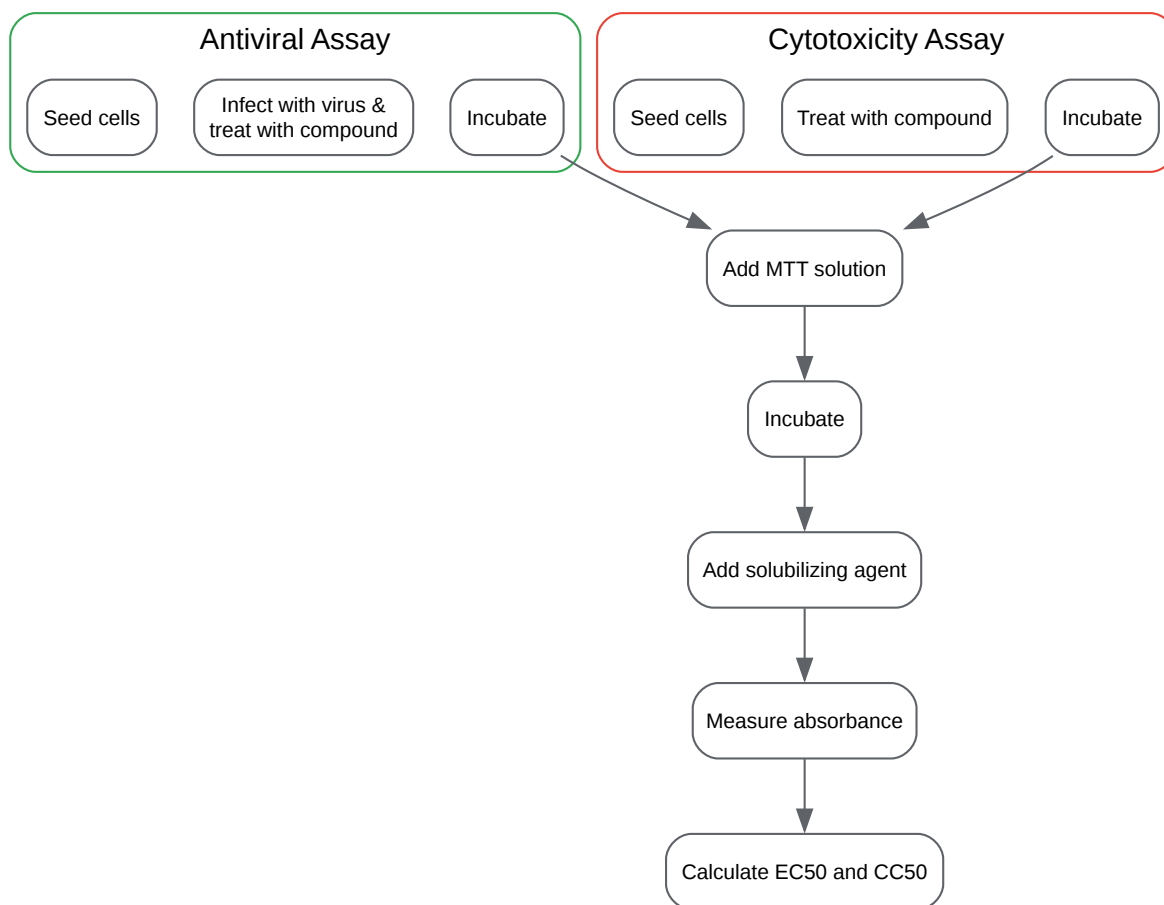 Antiviral Assay
Seed cells
Infect with virus &
treat with compound
Incubate
Cytotoxicity Assay
Seed cells
Treat with compound
Incubate
Add MTT solution
Incubate
Add solubilizing agent
Measure absorbance
Calculate EC50 and CC50